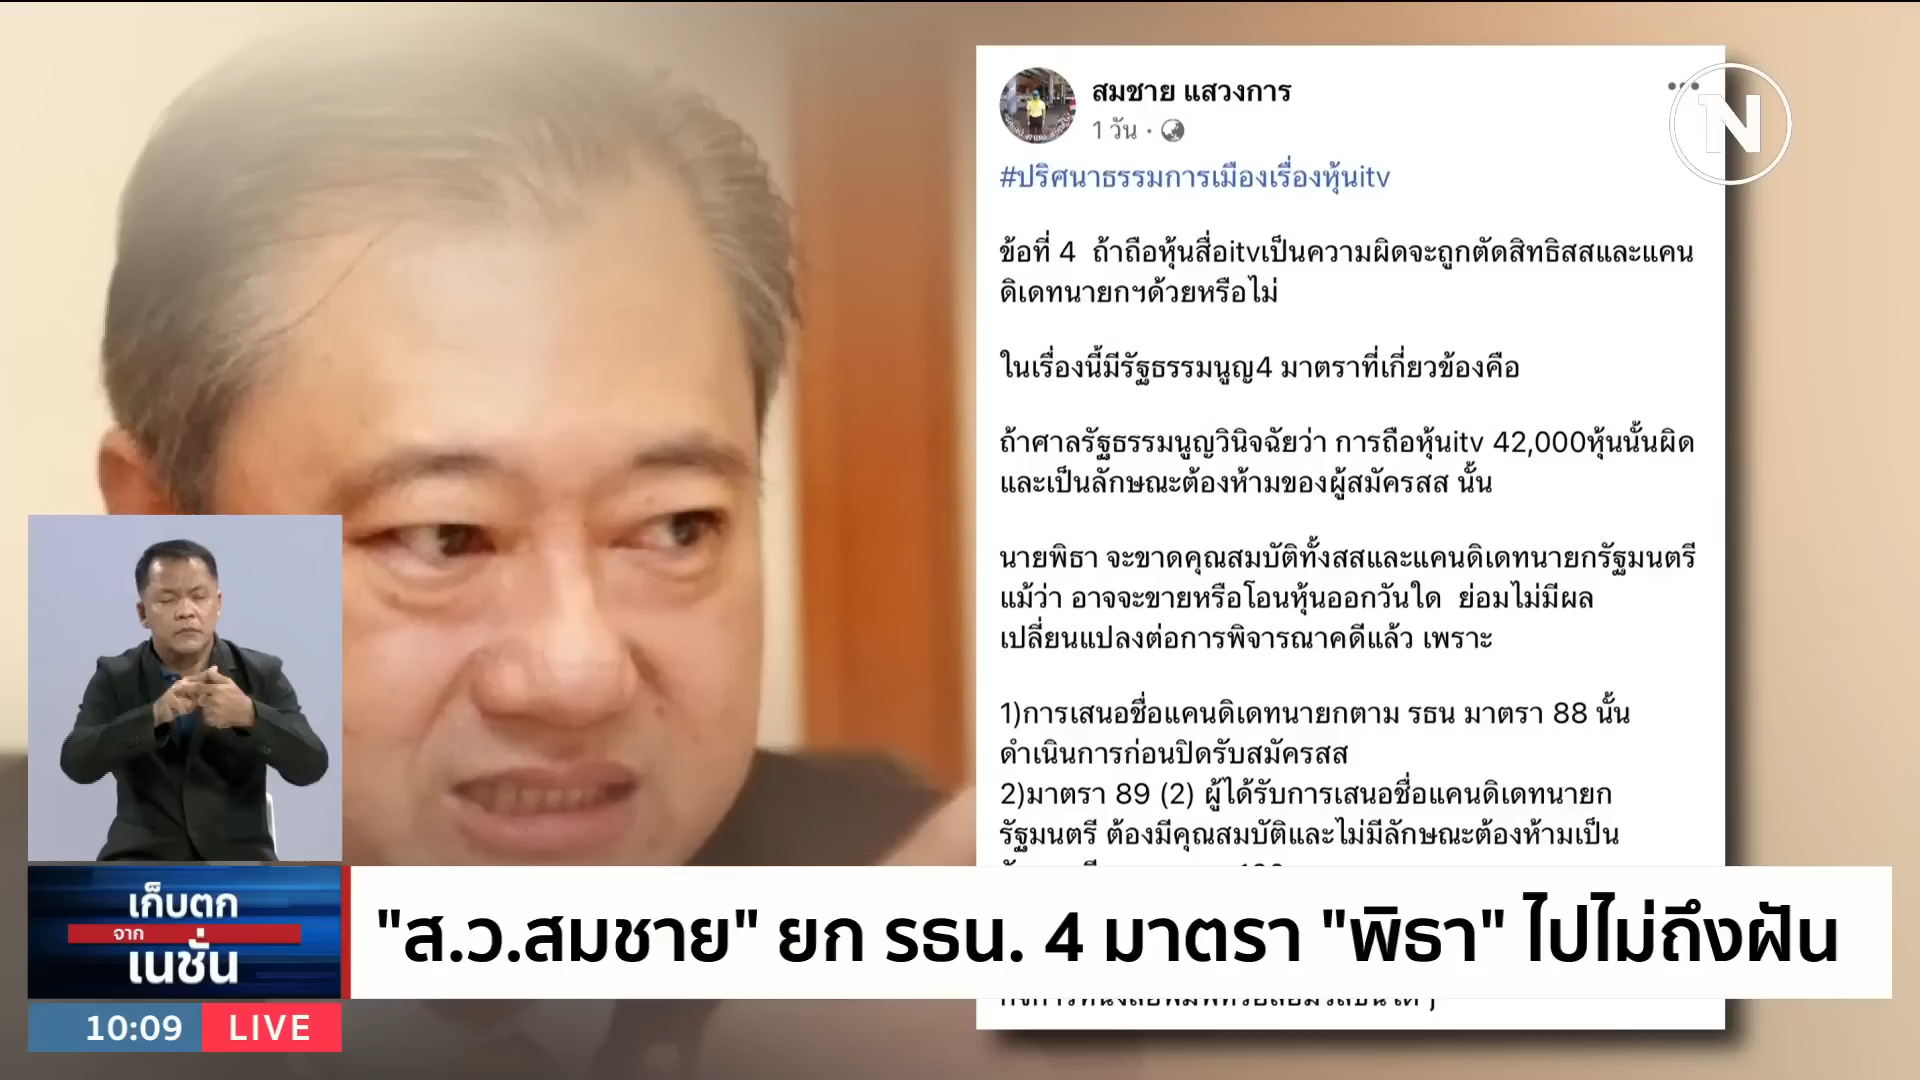 สมชาย แสวงการ
1 วัน ·
N
#ปริศนาธรรมการเมืองเรื่องหุ้นitv
ข้อที่ 4 ถ้าถือหุ้นสื่อitvเป็นความผิดจะถูกตัดสิทธิสสและแคน
ดิเดทนายกฯด้วยหรือไม่
ในเรื่องนี้มีรัฐธรรมนูญ4 มาตราที่เกี่ยวข้องคือ
ถ้าศาลรัฐธรรมนูญวินิจฉัยว่า การถือหุ้นitv 42,000หุ้นนั้นผิด
และเป็นลักษณะต้องห้ามของผู้สมัครสส นั้น
นายพิธา จะขาดคุณสมบัติทั้งสสและแคนดิเดทนายกรัฐมนตรี
แม้ว่า อาจจะขายหรือโอนหุ้นออกวันใด ย่อมไม่มีผล
เปลี่ยนแปลงต่อการพิจารณาคดีแล้ว เพราะ
1)การเสนอชื่อแคนดิเดทนายกตาม รธน มาตรา 88 นั้น
ดำเนินการก่อนปิดรับสมัครสส
2)มาตรา 89 (2) ผู้ได้รับการเสนอชื่อแคนดิเดทนายก
รัฐมนตรี ต้องมีคุณสมบัติและไม่มีลักษณะต้องห้ามเป็น
เก็บตก
จาก
เนชั่น
"ส.ว.สมชาย" ยก รธน. 4 มาตรา "พิธา" ไปไม่ถึงฝัน
10:09 LIVE